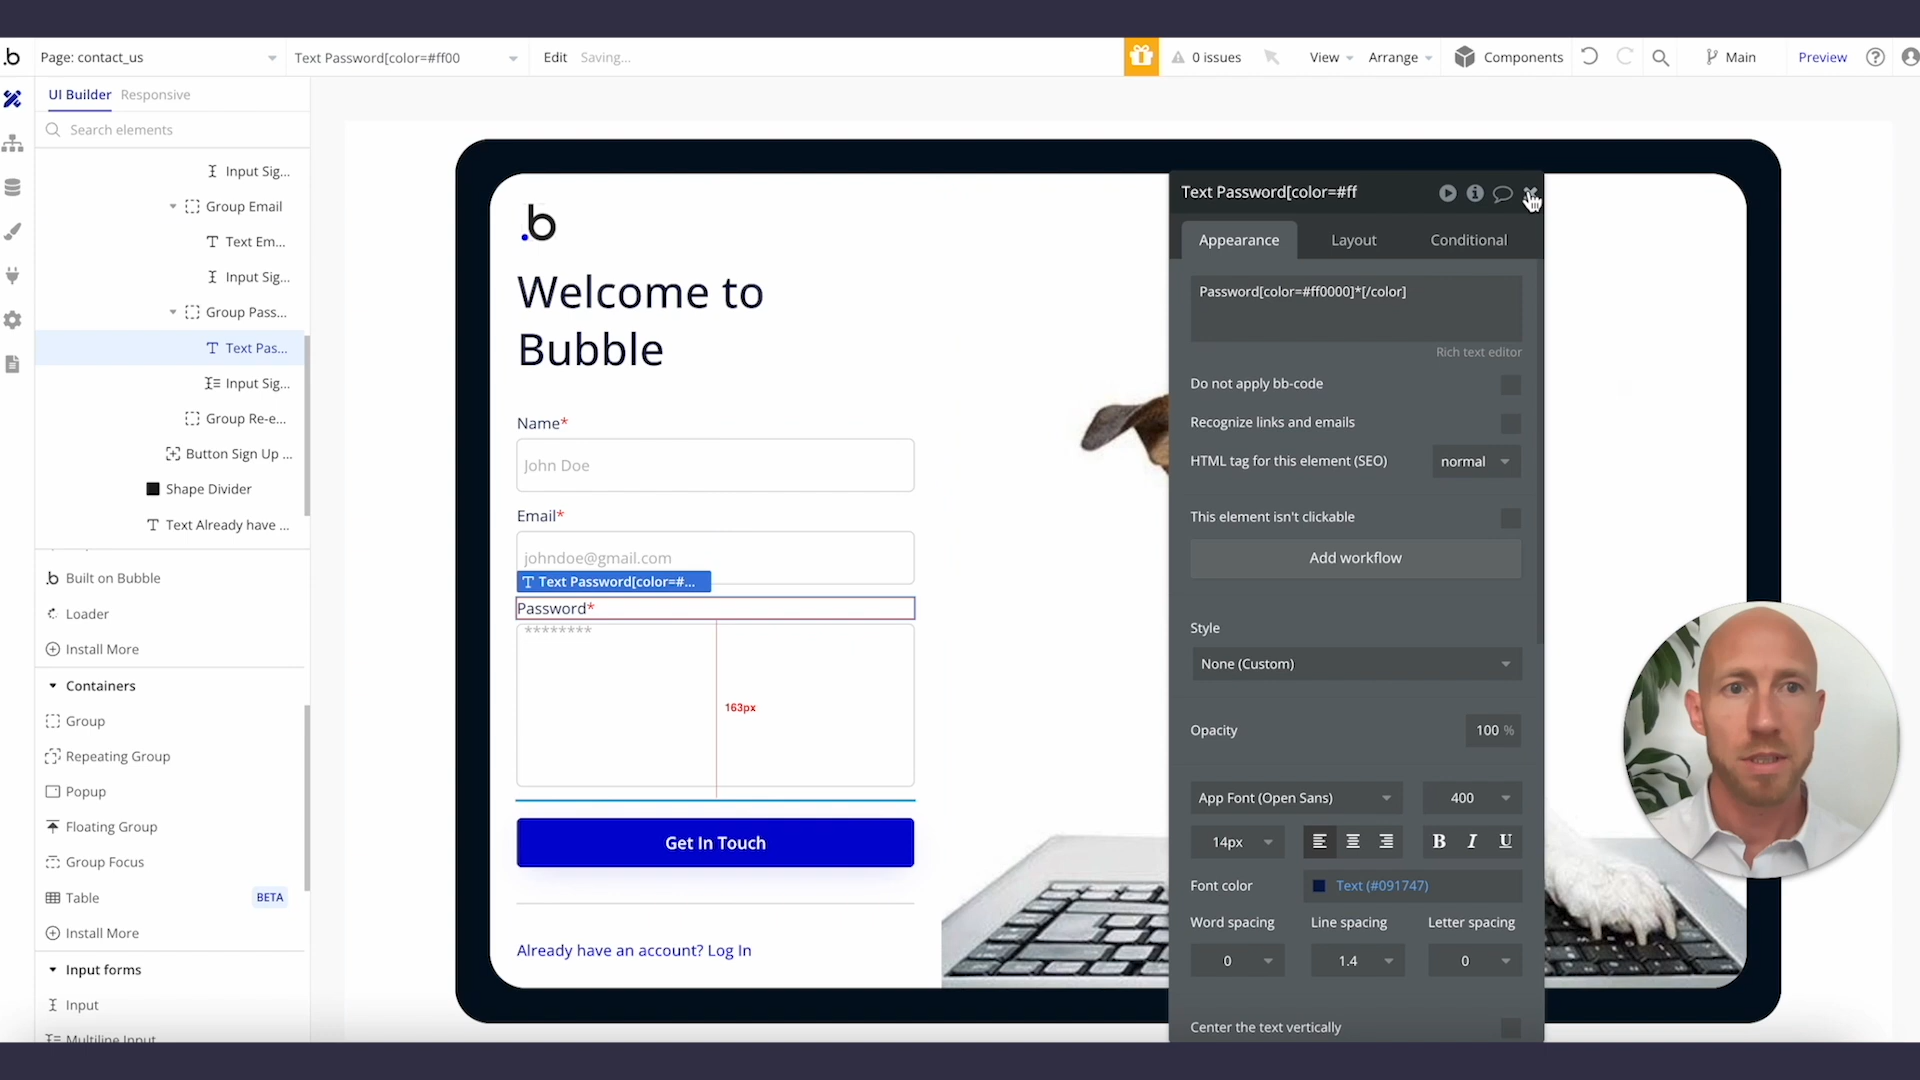 Page: contact_us
Text Password[color=#ff00
Edit
Saving...
0 issues
View
Arrange
Components
Main
Preview
UI Builder
Responsive
Search elements
Input Sig...
Group Email
Text Em...
Input Sig...
Group Pass...
Text Pas...
Input Sig...
Group Re-e...
Button Sign Up ...
Shape Divider
Text Already have ...
Built on Bubble
Loader
Install More
Containers
Group
Repeating Group
Popup
Floating Group
Group Focus
Table
BETA
Install More
Input forms
Input
Multiline Input
.b
Welcome to
Bubble
Name*
John Doe
Email*
johndoe@gmail.com
Text Password[color=#...
Password*
********
163px
Get In Touch
Already have an account? Log In
Text Password[color=#ff
Appearance
Layout
Conditional
Password[color=#ff0000]*[/color]
Rich text editor
Do not apply bb-code
Recognize links and emails
HTML tag for this element (SEO)
normal
This element isn't clickable
Add workflow
Style
None (Custom)
Opacity
100 %
App Font (Open Sans)
400
14px
B I U
Font color
Text (#091747)
Word spacing
Line spacing
Letter spacing
0
1.4
0
Center the text vertically